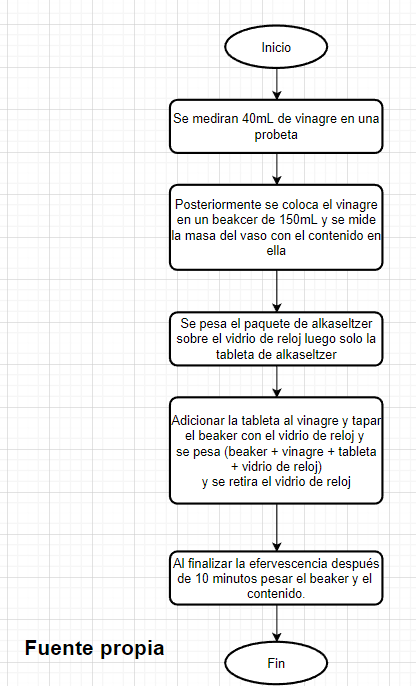 Inicio
Se mediran 40mL de vinagre en una
probeta
Posteriormente se coloca el vinagre
en un beakcer de 150mL y se mide
la masa del vaso con el contenido en
ella
Se pesa el paquete de alkaseltzer
sobre el vidrio de reloj luego solo la
tableta de alkaseltzer
Adicionar la tableta al vinagre y tapar
el beaker con el vidrio de reloj y
se pesa (beaker + vinagre + tableta
+ vidrio de reloj)
y se retira el vidrio de reloj
Al finalizar la efervescencia después
de 10 minutos pesar el beaker y el
contenido.
Fuente propia
Fin